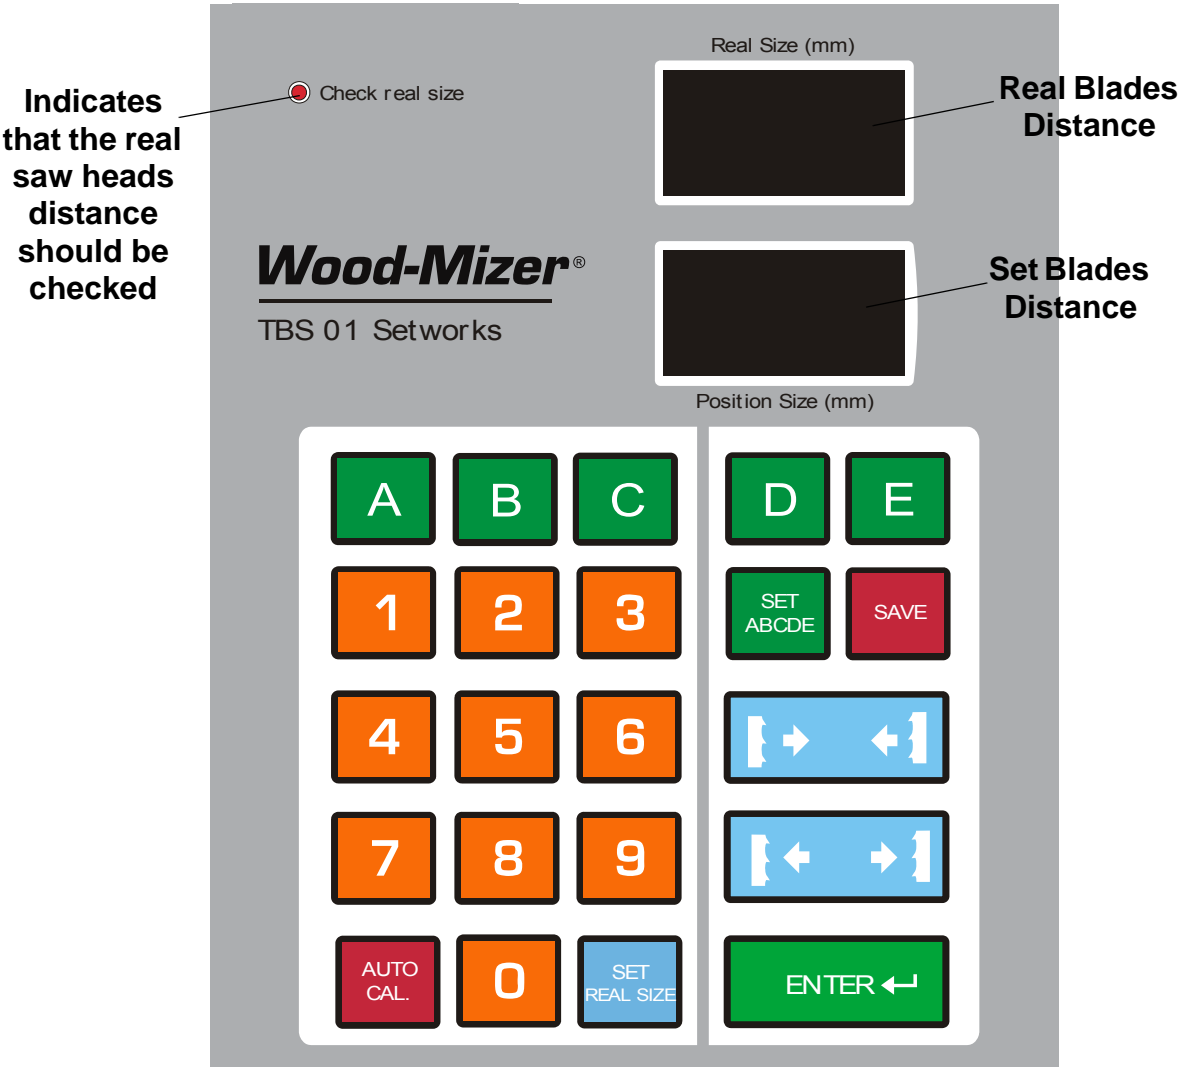 Real Size (mm)
Check real size
Indicates
that the real
saw heads
distance
should be
checked
Real Blades
Distance
Wood-Mizer®
TBS 01 Setworks
Set Blades
Distance
Position Size (mm)
A B C D E
1 2 3
SET
ABCDE
SAVE
4 5 6
7 8 9
AUTO
CAL.
0
SET
REAL SIZE
ENTER